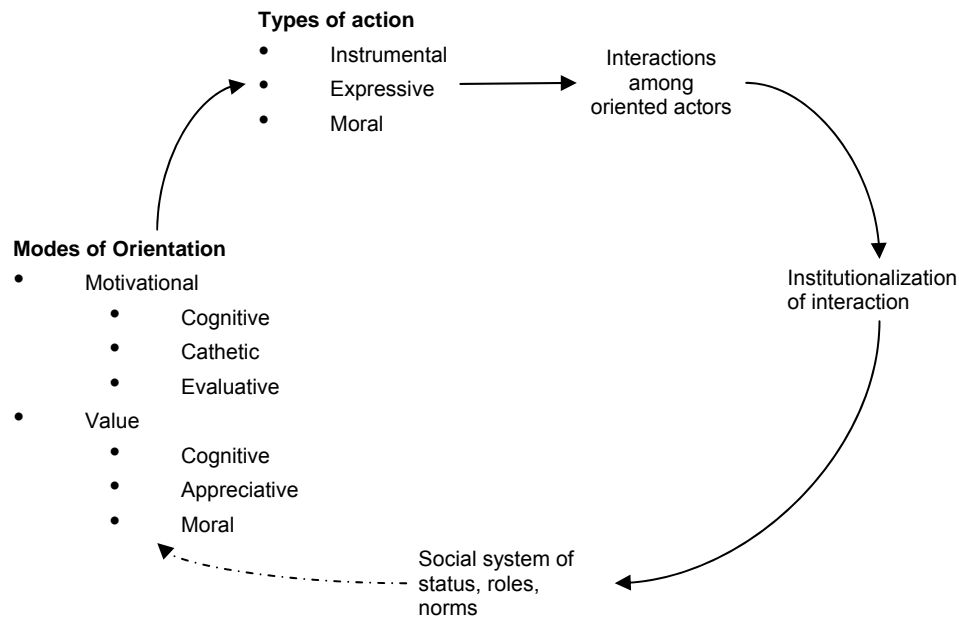 Types of action
• Instrumental
• Expressive
• Moral
Interactions
among
oriented actors
Institutionalization
of interaction
Modes of Orientation
• Motivational
• Cognitive
• Cathetic
• Evaluative
• Value
• Cognitive
• Appreciative
• Moral
Social system of
status, roles,
norms